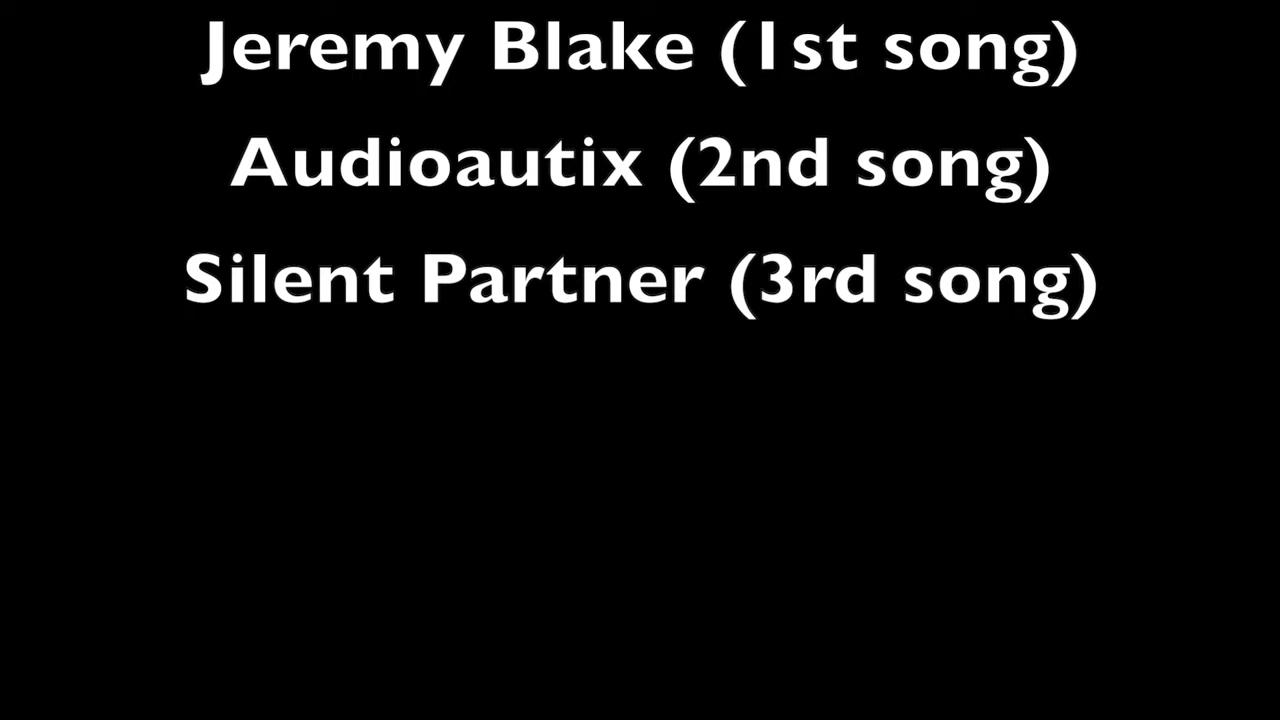 Jeremy Blake (1st song)
Audioautix (2nd song)
Silent Partner (3rd song)